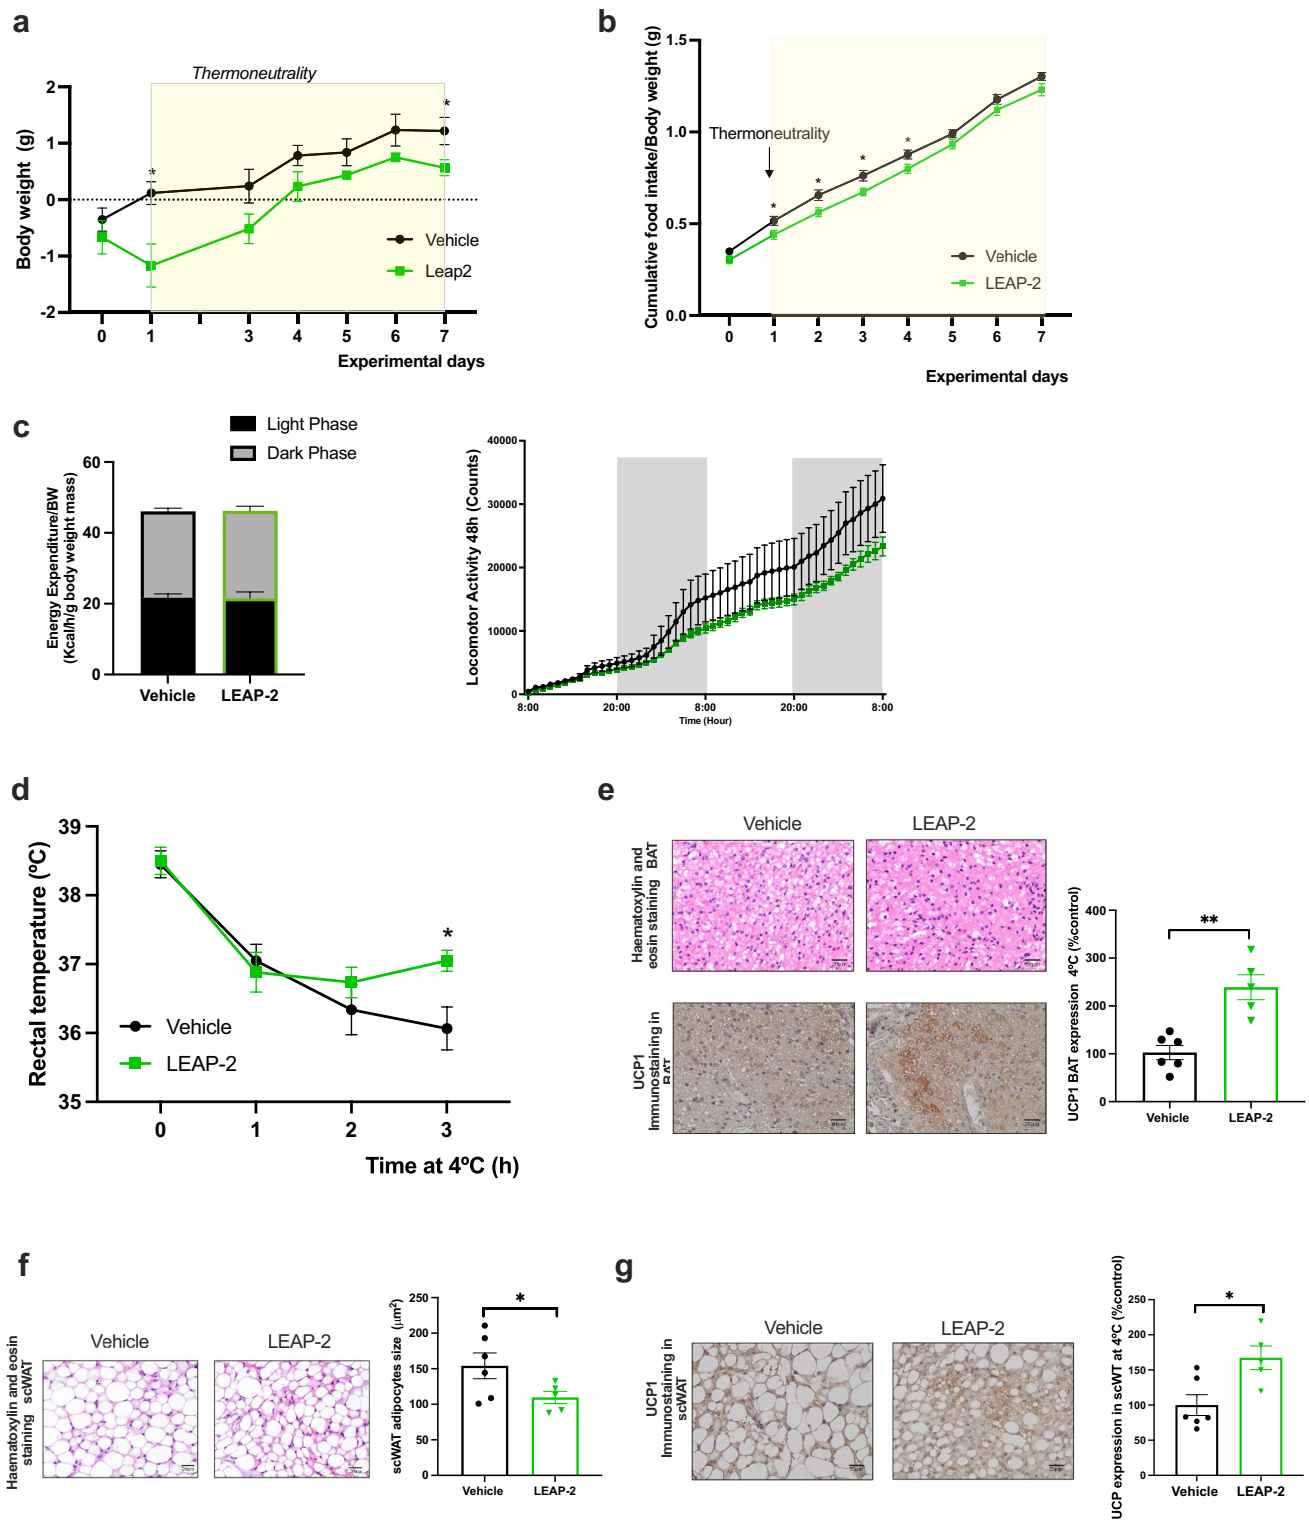 a
Thermoneutrality
Body weight (g)
2
1
0
-1
-2
*
*
Vehicle
Leap2
0 1 3 4 5 6 7
Experimental days
b
Cumulative food intake/Body weight (g)
1.5
1.0
0.5
0.0
Thermoneutrality
*
*
*
*
Vehicle
LEAP-2
0 1 2 3 4 5 6 7
Experimental days
c
Light Phase
Dark Phase
Energy Expenditure/BW
(Kcal/h/g body weight mass)
60
40
20
0
Vehicle LEAP-2
Locomotor Activity 48h (Counts)
40000
30000
20000
10000
0
8:00 20:00 8:00 20:00 8:00
Time (Hour)
d
Rectal temperature (ºC)
39
38
37
36
35
*
Vehicle
LEAP-2
0 1 2 3
Time at 4ºC (h)
e
Vehicle LEAP-2
Haematoxylin and
eosin staining BAT
20µm 20µm
UCP1
Immunostaining in
BAT
20µm 20µm
UCP1 BAT expression 4ºC (%control)
400
300
200
100
0
**
Vehicle LEAP-2
f
Vehicle LEAP-2
Haematoxylin and eosin
staining scWAT
20µm 20µm
scWAT adipocytes size (µm²)
250
200
150
100
50
0
*
Vehicle LEAP-2
g
Vehicle LEAP-2
UCP1
Immunostaining in
scWAT
20µm 20µm
UCP expression in scWT at 4ºC (%control)
250
200
150
100
50
0
*
Vehicle LEAP-2